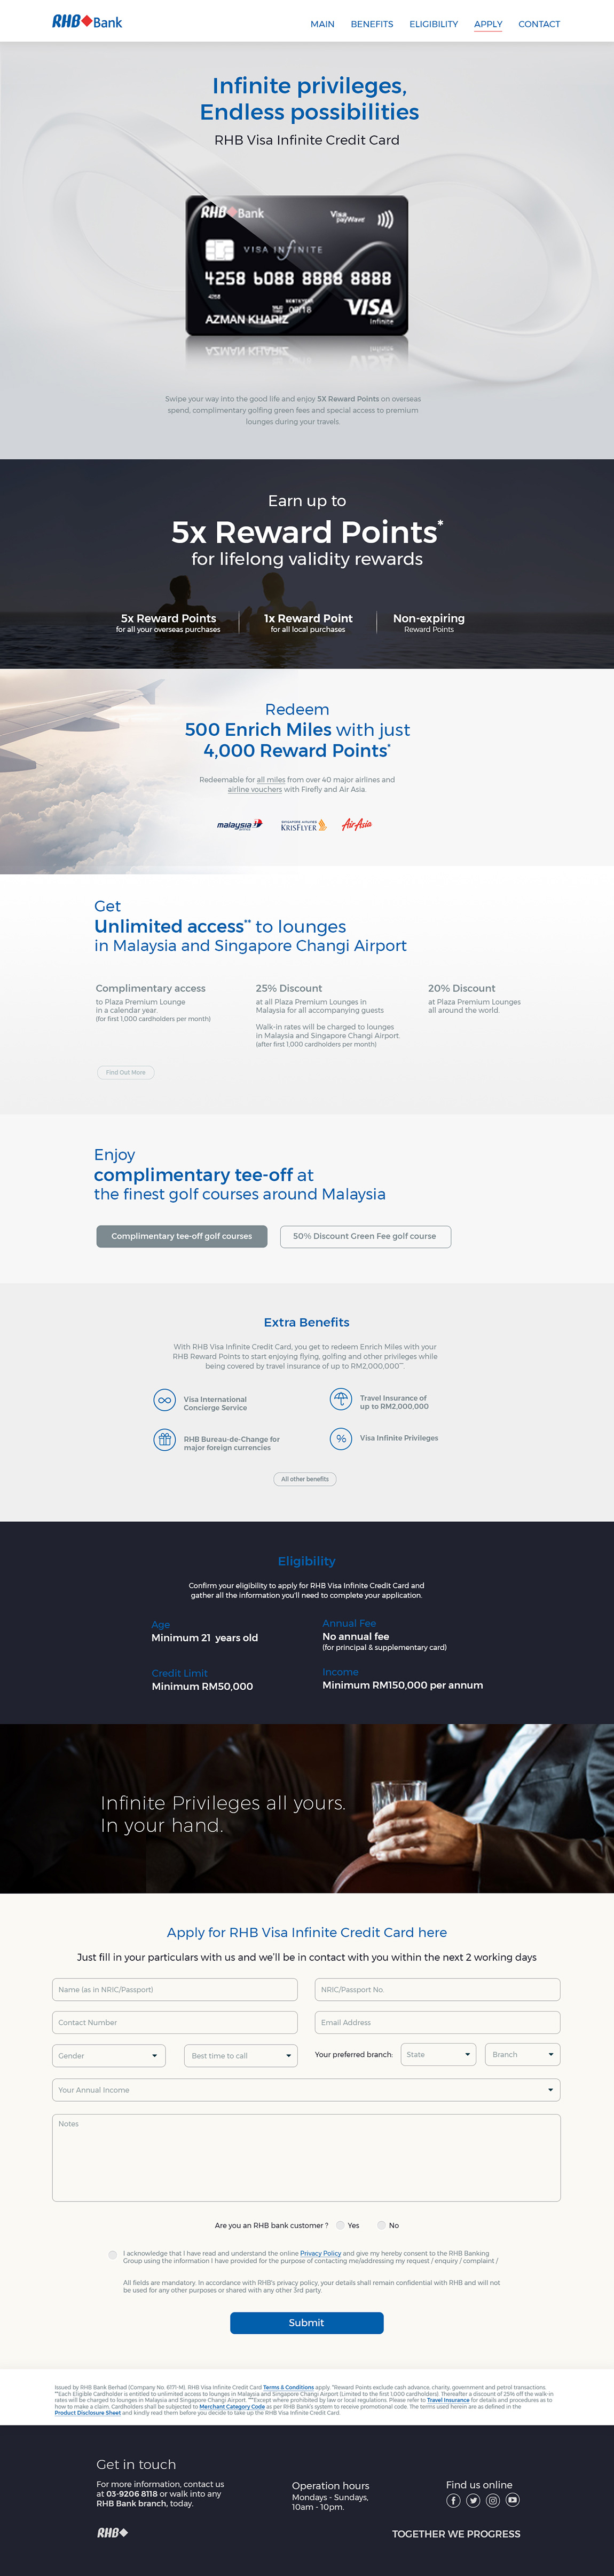 RHB Bank
MAIN BENEFITS ELIGIBILITY APPLY CONTACT
Infinite privileges,
Endless possibilities
RHB Visa Infinite Credit Card
RHB Bank
Visa payWave
VISA INFINITE
4258 6088 8888 8888
4258
09/18
AZMAN KHARIZ
VISA
Infinite
Swipe your way into the good life and enjoy 5X Reward Points on overseas
spend, complimentary golfing green fees and special access to premium
lounges during your travels.
Earn up to
5x Reward Points*
for lifelong validity rewards
5x Reward Points
for all your overseas purchases
1x Reward Point
for all local purchases
Non-expiring
Reward Points
Redeem
500 Enrich Miles with just
4,000 Reward Points*
Redeemable for all miles from over 40 major airlines and
airline vouchers with Firefly and Air Asia.
malaysia
SINGAPORE AIRLINES
KRISFLYER
AirAsia
Get
Unlimited access** to lounges
in Malaysia and Singapore Changi Airport
Complimentary access
to Plaza Premium Lounge
in a calendar year.
(for first 1,000 cardholders per month)
25% Discount
at all Plaza Premium Lounges in
Malaysia for all accompanying guests
Walk-in rates will be charged to lounges
in Malaysia and Singapore Changi Airport.
(after first 1,000 cardholders per month)
20% Discount
at Plaza Premium Lounges
all around the world.
Find Out More
Enjoy
complimentary tee-off at
the finest golf courses around Malaysia
Complimentary tee-off golf courses
50% Discount Green Fee golf course
Extra Benefits
With RHB Visa Infinite Credit Card, you get to redeem Enrich Miles with your
RHB Reward Points to start enjoying flying, golfing and other privileges while
being covered by travel insurance of up to RM2,000,000***.
Visa International
Concierge Service
Travel Insurance of
up to RM2,000,000
RHB Bureau-de-Change for
major foreign currencies
Visa Infinite Privileges
All other benefits
Eligibility
Confirm your eligibility to apply for RHB Visa Infinite Credit Card and
gather all the information you'll need to complete your application.
Age
Minimum 21 years old
Annual Fee
No annual fee
(for principal & supplementary card)
Credit Limit
Minimum RM50,000
Income
Minimum RM150,000 per annum
Infinite Privileges all yours.
In your hand.
Apply for RHB Visa Infinite Credit Card here
Just fill in your particulars with us and we'll be in contact with you within the next 2 working days
Name (as in NRIC/Passport)
NRIC/Passport No.
Contact Number
Email Address
Gender
Best time to call
Your preferred branch:
State
Branch
Your Annual Income
Notes
Are you an RHB bank customer ? Yes No
I acknowledge that I have read and understand the online Privacy Policy and give my hereby consent to the RHB Banking
Group using the information I have provided for the purpose of contacting me/addressing my request / enquiry / complaint /
All fields are mandatory. In accordance with RHB's privacy policy, your details shall remain confidential with RHB and will not
be used for any other purposes or shared with any other 3rd party.
Submit
Issued by RHB Bank Berhad (Company No. 6171-M). RHB Visa Infinite Credit Card Terms & Conditions apply. *Reward Points exclude cash advance, charity, government and petrol transactions.
**Each Eligible Cardholder is entitled to unlimited access to lounges in Malaysia and Singapore Changi Airport (Limited to the first 1,000 cardholders). Thereafter a discount of 25% off the walk-in
rates will be charged to lounges in Malaysia and Singapore Changi Airport. ***Except where prohibited by law or local regulations. Please refer to Travel Insurance for details and procedures as to
how to make a claim. Cardholders shall be subjected to Merchant Category Code as per RHB Bank's system to receive promotional code. The terms used herein are as defined in the
Product Disclosure Sheet and kindly read them before you decide to take up the RHB Visa Infinite Credit Card.
Get in touch
For more information, contact us
at 03-9206 8118 or walk into any
RHB Bank branch, today.
Operation hours
Mondays - Sundays,
10am - 10pm.
Find us online
RHB
TOGETHER WE PROGRESS